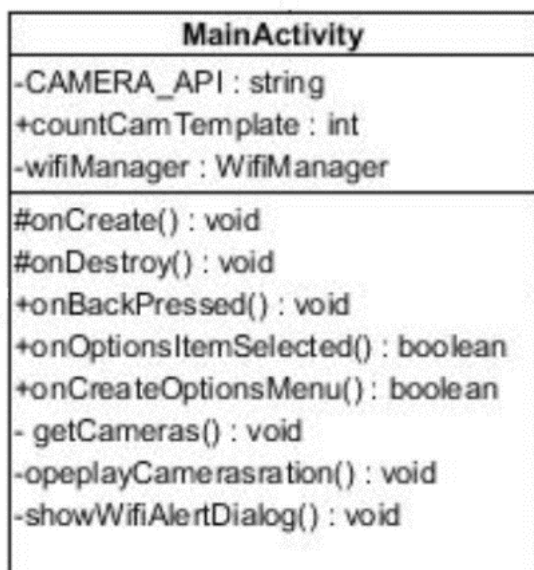 MainActivity
-CAMERA_API : string
+countCamTemplate : int
-wifiManager : WifiManager
#onCreate() : void
#onDestroy() : void
+onBackPressed() : void
+onOptionsItemSelected() : boolean
+onCreateOptionsMenu() : boolean
- getCameras() : void
-opeplayCamerasration() : void
-showWifiAlertDialog() : void